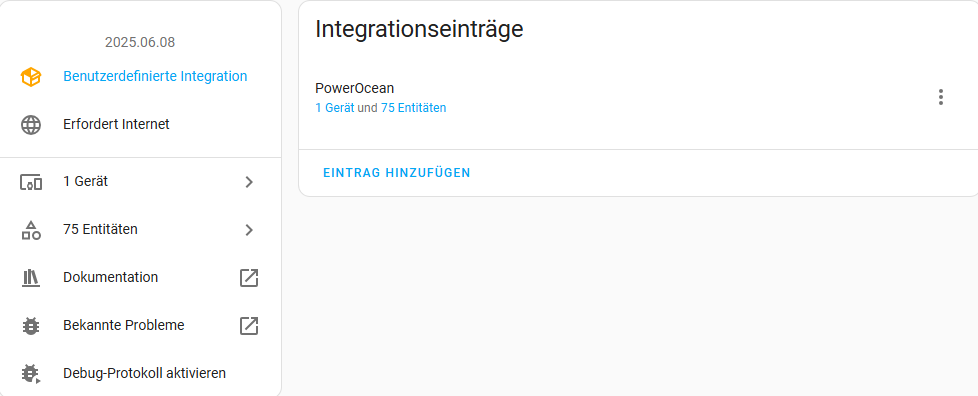 2025.06.08
Benutzerdefinierte Integration
Erfordert Internet
1 Gerät
75 Entitäten
Dokumentation
Bekannte Probleme
Debug-Protokoll aktivieren
Integrationseinträge
PowerOcean
1 Gerät und 75 Entitäten
EINTRAG HINZUFÜGEN